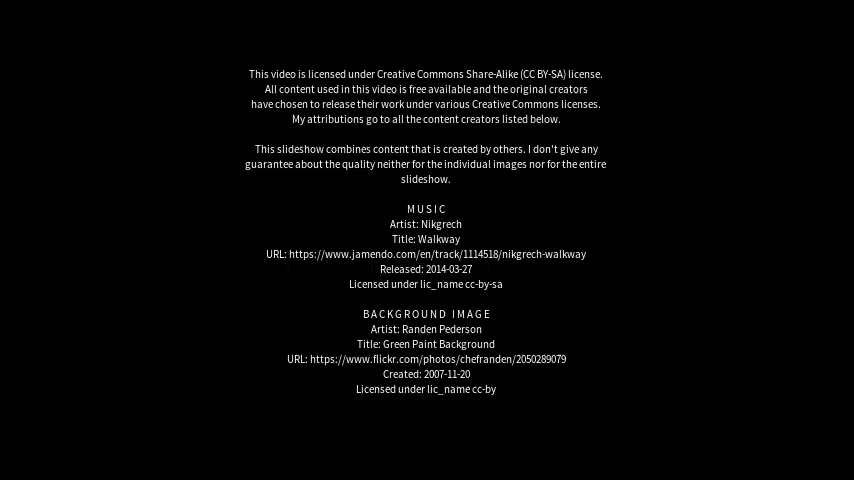 This video is licensed under Creative Commons Share-Alike (CC BY-SA) license.
All content used in this video is free available and the original creators
have chosen to release their work under various Creative Commons licenses.
My attributions go to all the content creators listed below.
This slideshow combines content that is created by others. I don't give any
guarantee about the quality neither for the individual images nor for the entire
slideshow.
MUSIC
Artist: Nikgrech
Title: Walkway
URL: https://www.jamendo.com/en/track/1114518/nikgrech-walkway
Released: 2014-03-27
Licensed under lic_name cc-by-sa
BACKGROUND IMAGE
Artist: Randen Pederson
Title: Green Paint Background
URL: https://www.flickr.com/photos/chefranden/2050289079
Created: 2007-11-20
Licensed under lic_name cc-by